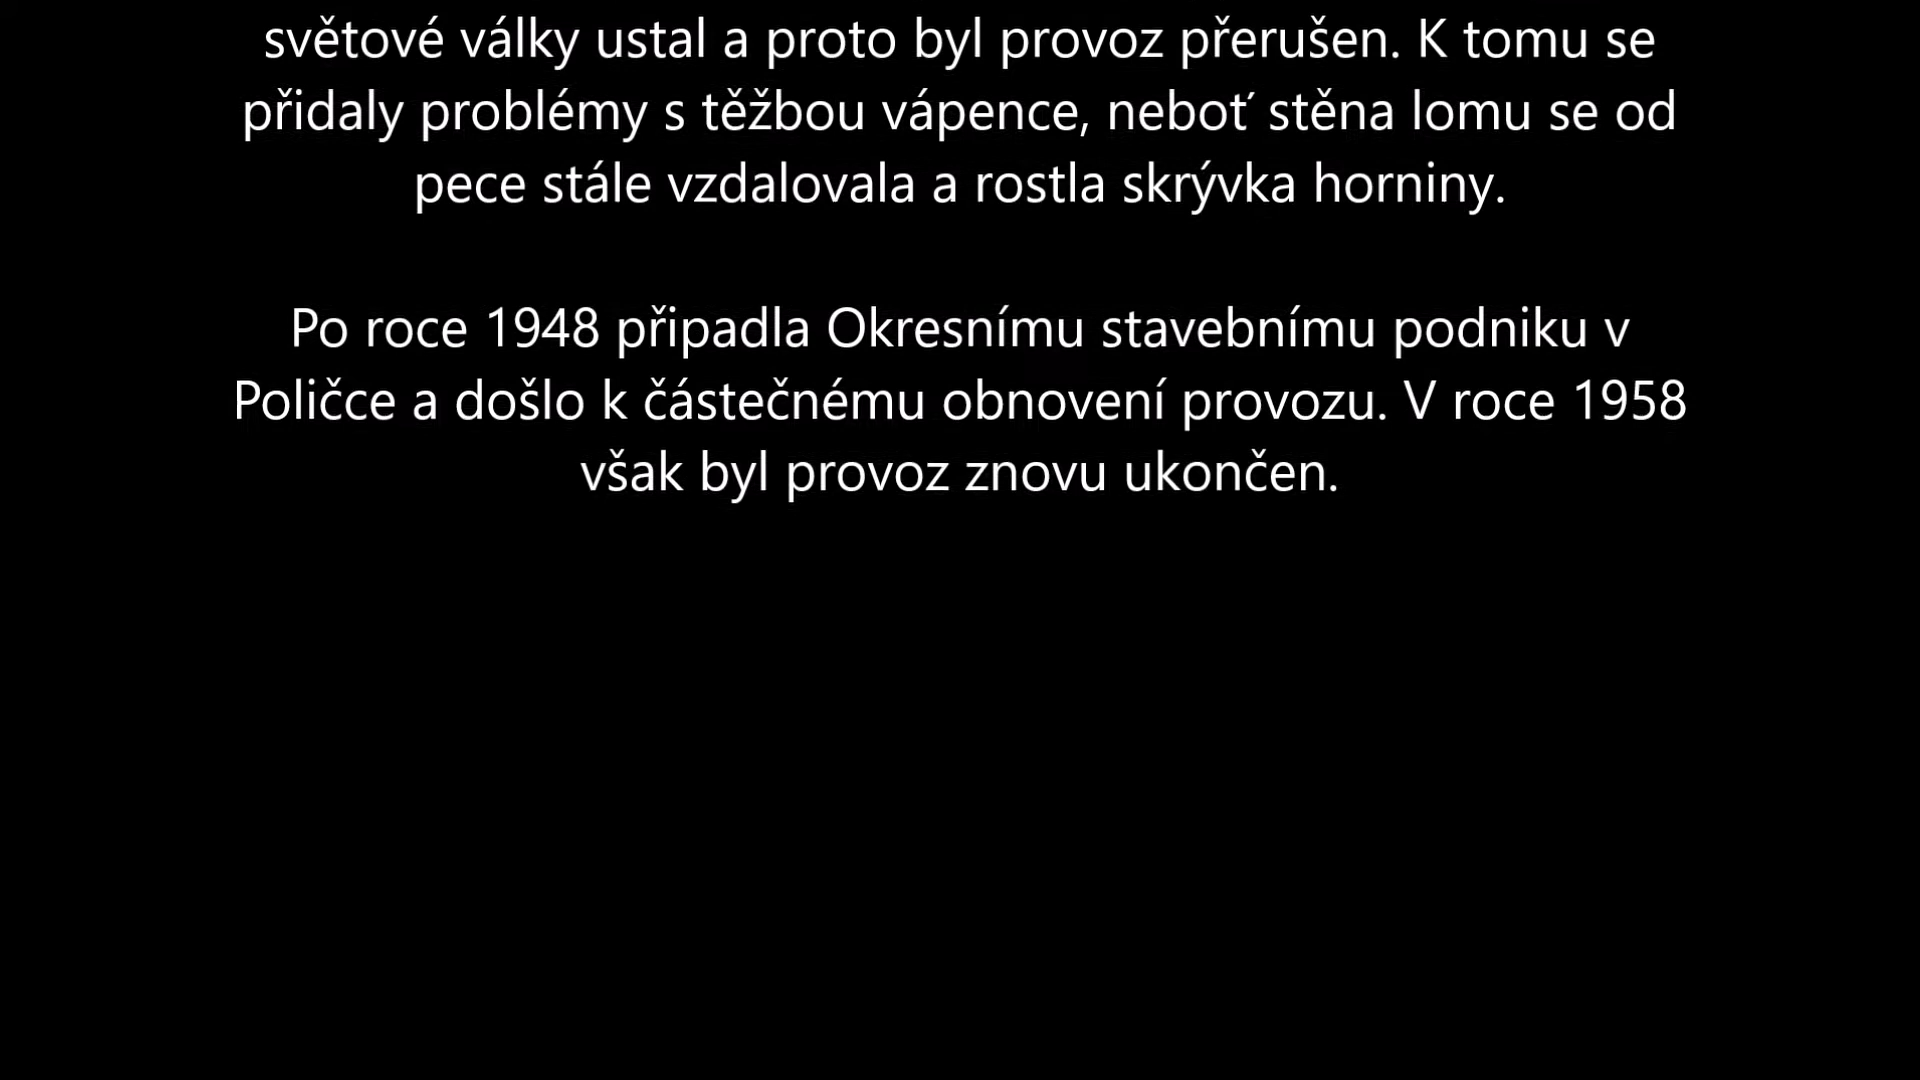 světové války ustal a proto byl provoz přerušen. K tomu se
přidaly problémy s těžbou vápence, neboť stěna lomu se od
pece stále vzdalovala a rostla skrývka horniny.
Po roce 1948 připadla Okresnímu stavebnímu podniku v
Poličce a došlo k částečnému obnovení provozu. V roce 1958
však byl provoz znovu ukončen.